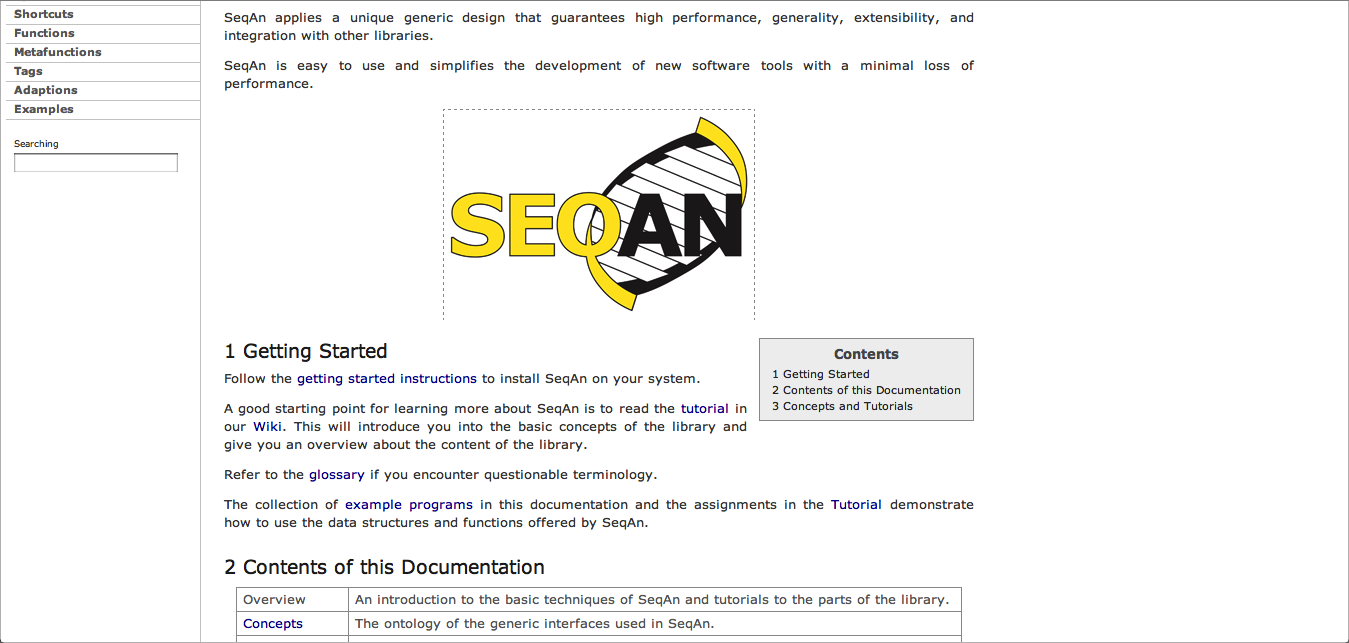 Shortcuts
Functions
Metafunctions
Tags
Adaptions
Examples
Searching
SeqAn applies a unique generic design that guarantees high performance, generality, extensibility, and
integration with other libraries.
SeqAn is easy to use and simplifies the development of new software tools with a minimal loss of
performance.
SEQAN
1 Getting Started
Follow the getting started instructions to install SeqAn on your system.
A good starting point for learning more about SeqAn is to read the tutorial in
our Wiki. This will introduce you into the basic concepts of the library and
give you an overview about the content of the library.
Refer to the glossary if you encounter questionable terminology.
The collection of example programs in this documentation and the assignments in the Tutorial demonstrate
how to use the data structures and functions offered by SeqAn.
Contents
1 Getting Started
2 Contents of this Documentation
3 Concepts and Tutorials
2 Contents of this Documentation
Overview An introduction to the basic techniques of SeqAn and tutorials to the parts of the library.
Concepts The ontology of the generic interfaces used in SeqAn.